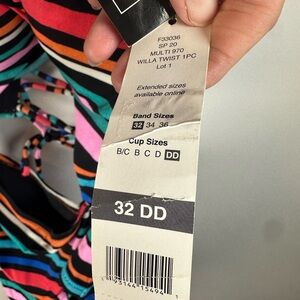 F33036
SP 20
MULTI 970
WILLA TWIST 1PC
Lot 1
Extended sizes
available online
Band Sizes
32 34 36
Cup Sizes
B/C B C D DD
32 DD